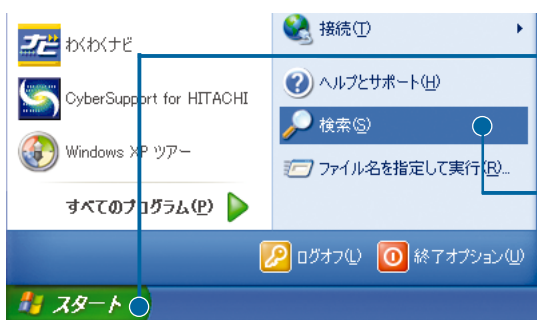 ナビ わくわくナビ
CyberSupport for HITACHI
Windows XP ツアー
すべてのプログラム(P)
接続(T)
ヘルプとサポート(H)
検索(S)
ファイル名を指定して実行(R)...
ログオフ(L) 終了オプション(U)
スタート